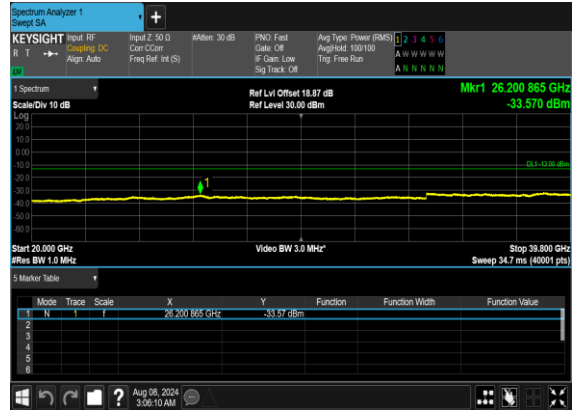 Spectrum Analyzer 1
Swept SA
+
KEYSIGHT Input: RF Input Z: 50 Ω #Atten: 30 dB PNO: Fast Avg Type: Power (RMS) 1 2 3 4 5 6
R T Coupling: DC Corr CCorr Gate: Off Avg|Hold: 100/100 A W W W W W
Align: Auto Freq Ref: Int (S) IF Gain: Low Trig: Free Run
LW Sig Track: Off A N N N N N
1 Spectrum Ref Lvl Offset 18.87 dB Mkr1 26.200 865 GHz
Scale/Div 10 dB Ref Level 30.00 dBm -33.570 dBm
Log
20.0
10.0
0.00
-10.0 DL1 -13.00 dBm
-20.0
-30.0 1
-40.0
-50.0
-60.0
Start 20.000 GHz Video BW 3.0 MHz* Stop 39.800 GHz
#Res BW 1.0 MHz Sweep 34.7 ms (40001 pts)
5 Marker Table
Mode Trace Scale X Y Function Function Width Function Value
1 N 1 f 26.200 865 GHz -33.57 dBm
2
3
4
5
6
? Aug 08, 2024
3:06:10 AM